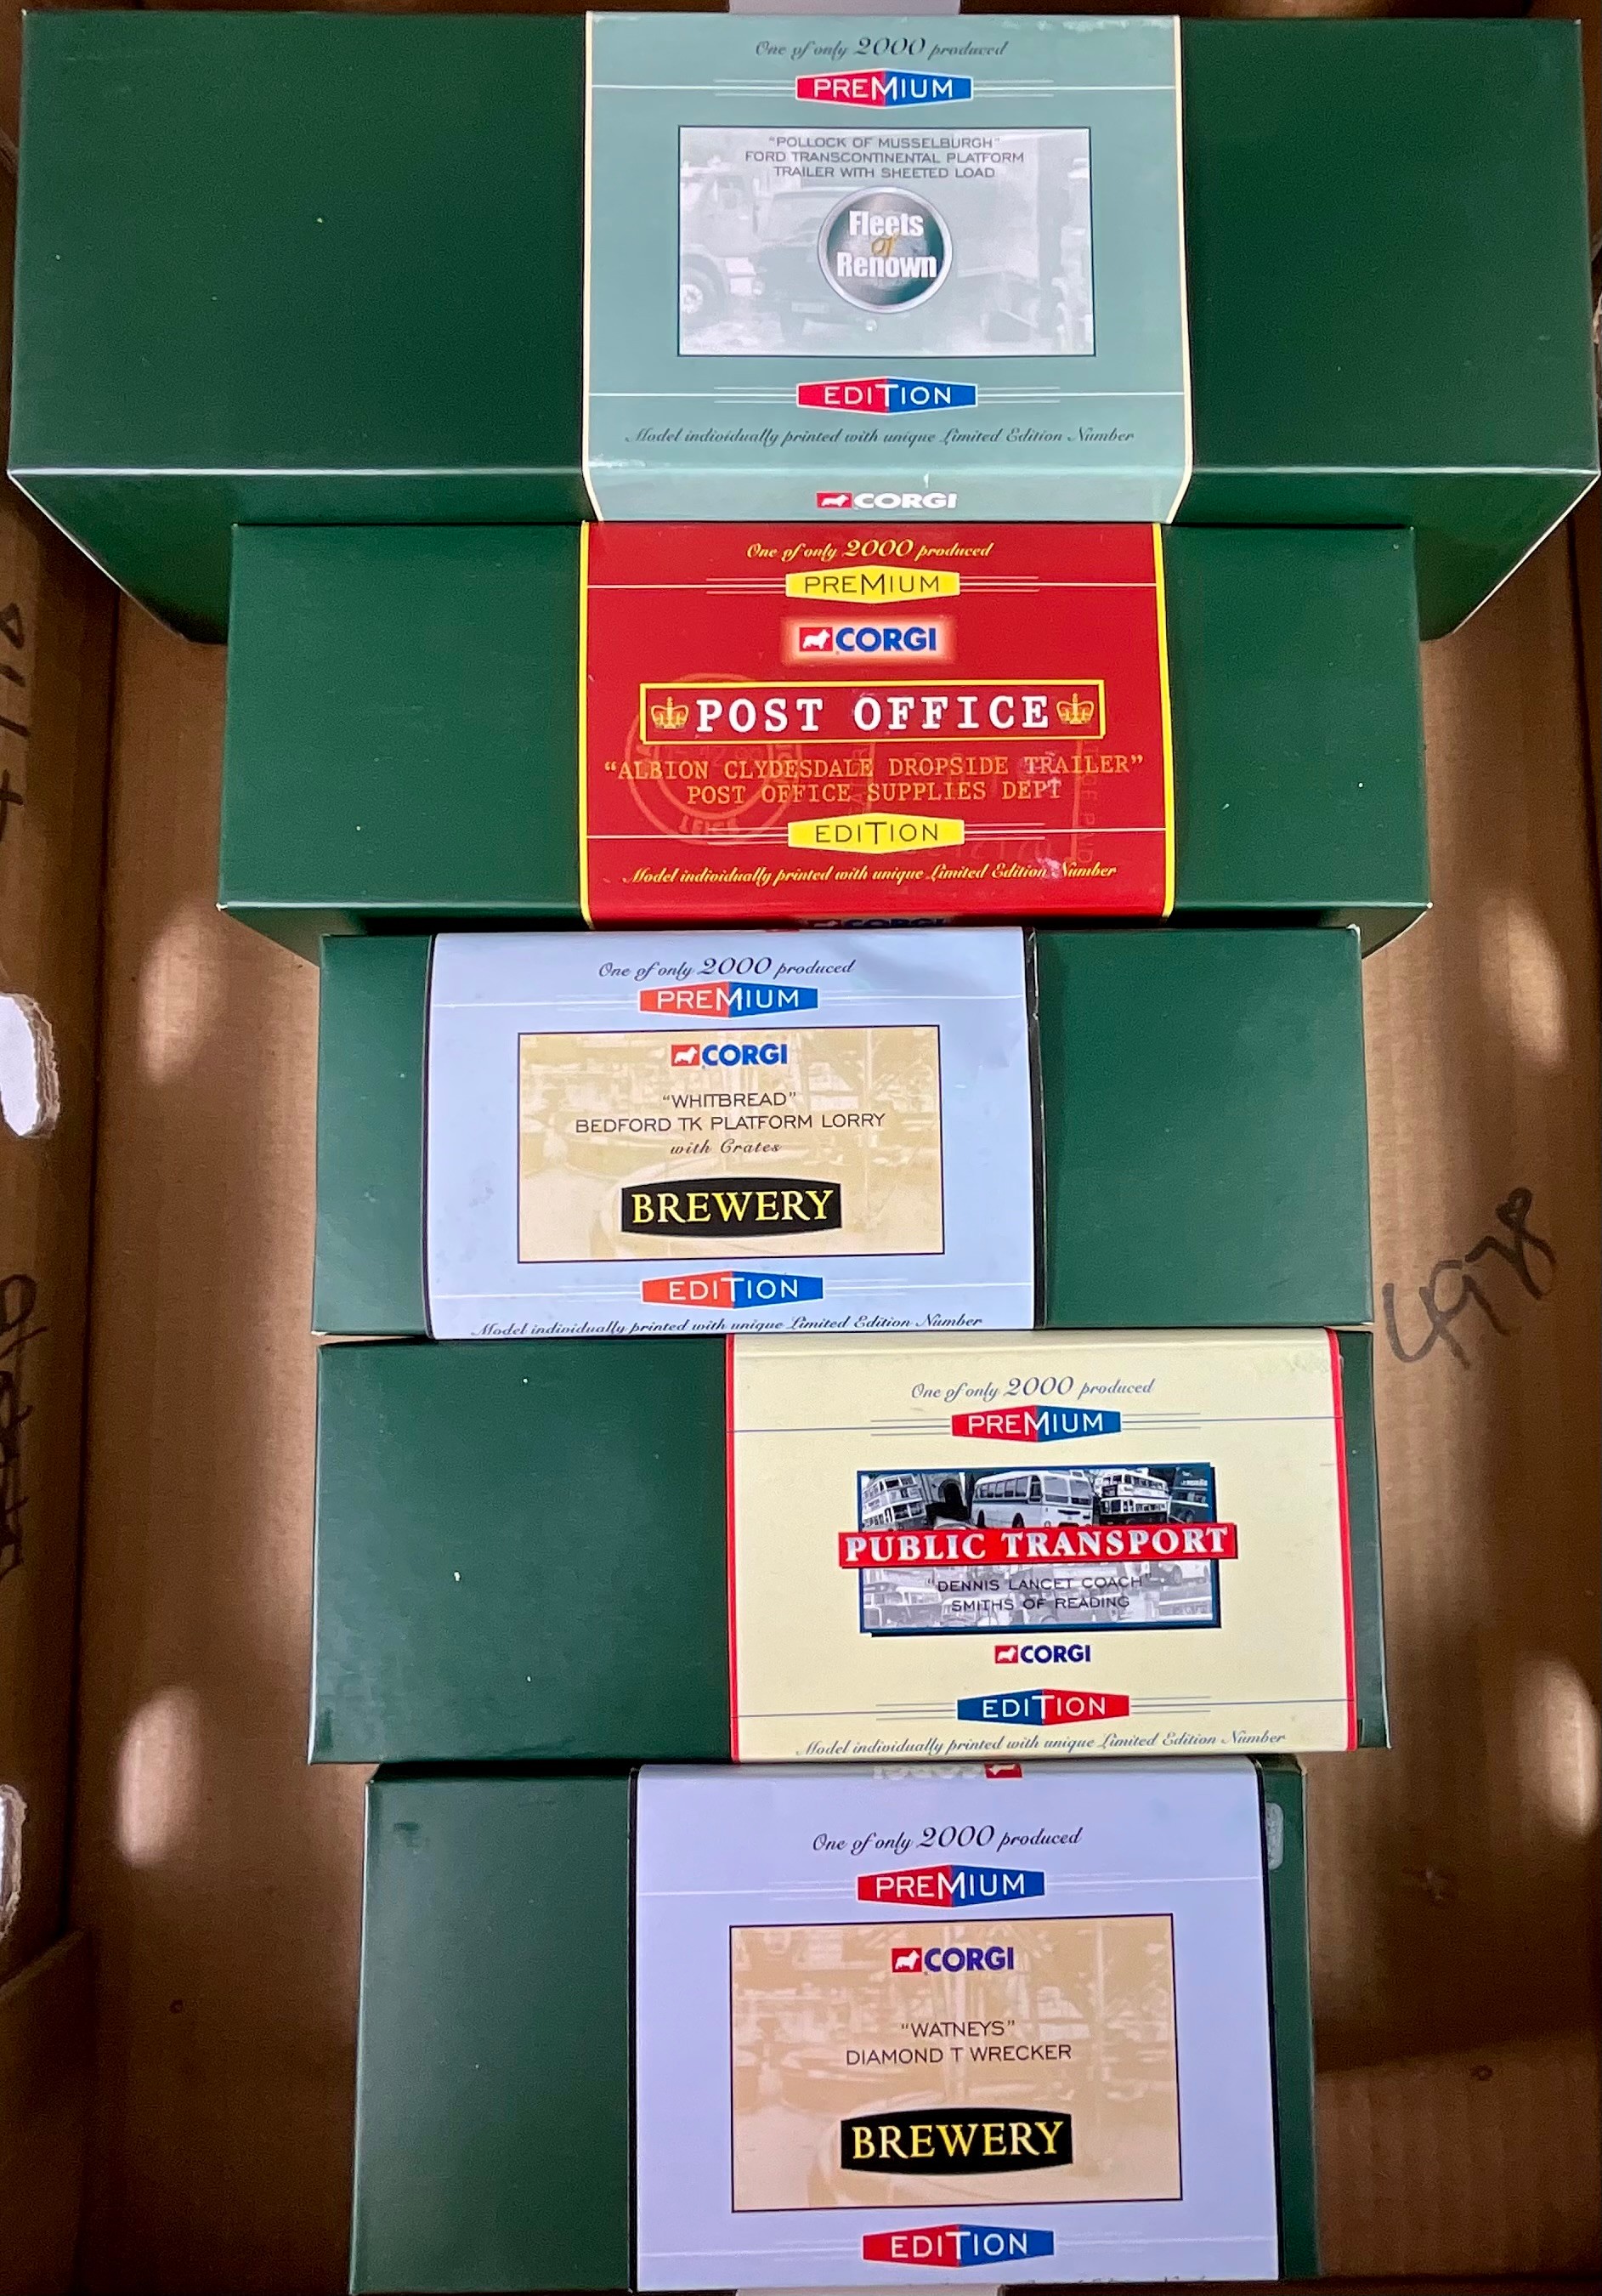 One of only 2000 produced
PREMIUM
"POLLOCK OF MUSSELBURGH"
FORD TRANSCONTINENTAL PLATFORM
TRAILER WITH SHEETED LOAD
Fleets
of
Renown
EDITION
Model individually printed with unique Limited Edition Number
CORGI
One of only 2000 produced
PREMIUM
CORGI
POST OFFICE
"ALBION CLYDESDALE DROPSIDE TRAILER"
POST OFFICE SUPPLIES DEPT
EDITION
Model individually printed with unique Limited Edition Number
CORGI
One of only 2000 produced
PREMIUM
CORGI
"WHITBREAD"
BEDFORD TK PLATFORM LORRY
with Crates
BREWERY
EDITION
Model individually printed with unique Limited Edition Number
498
One of only 2000 produced
PREMIUM
PUBLIC TRANSPORT
"DENNIS LANCET COACH"
SMITHS OF READING
CORGI
EDITION
Model individually printed with unique Limited Edition Number
CORGI
One of only 2000 produced
PREMIUM
CORGI
"WATNEYS"
DIAMOND T WRECKER
BREWERY
EDITION